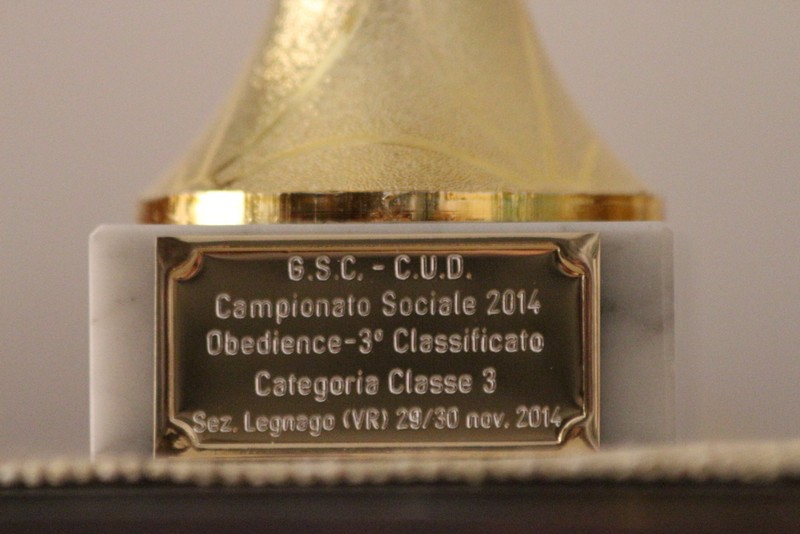 G.S.C. - C.U.D.
Campionato Sociale 2014
Obedience-3° Classificato
Categoria Classe 3
Sez. Legnago (VR) 29/30 nov. 2014